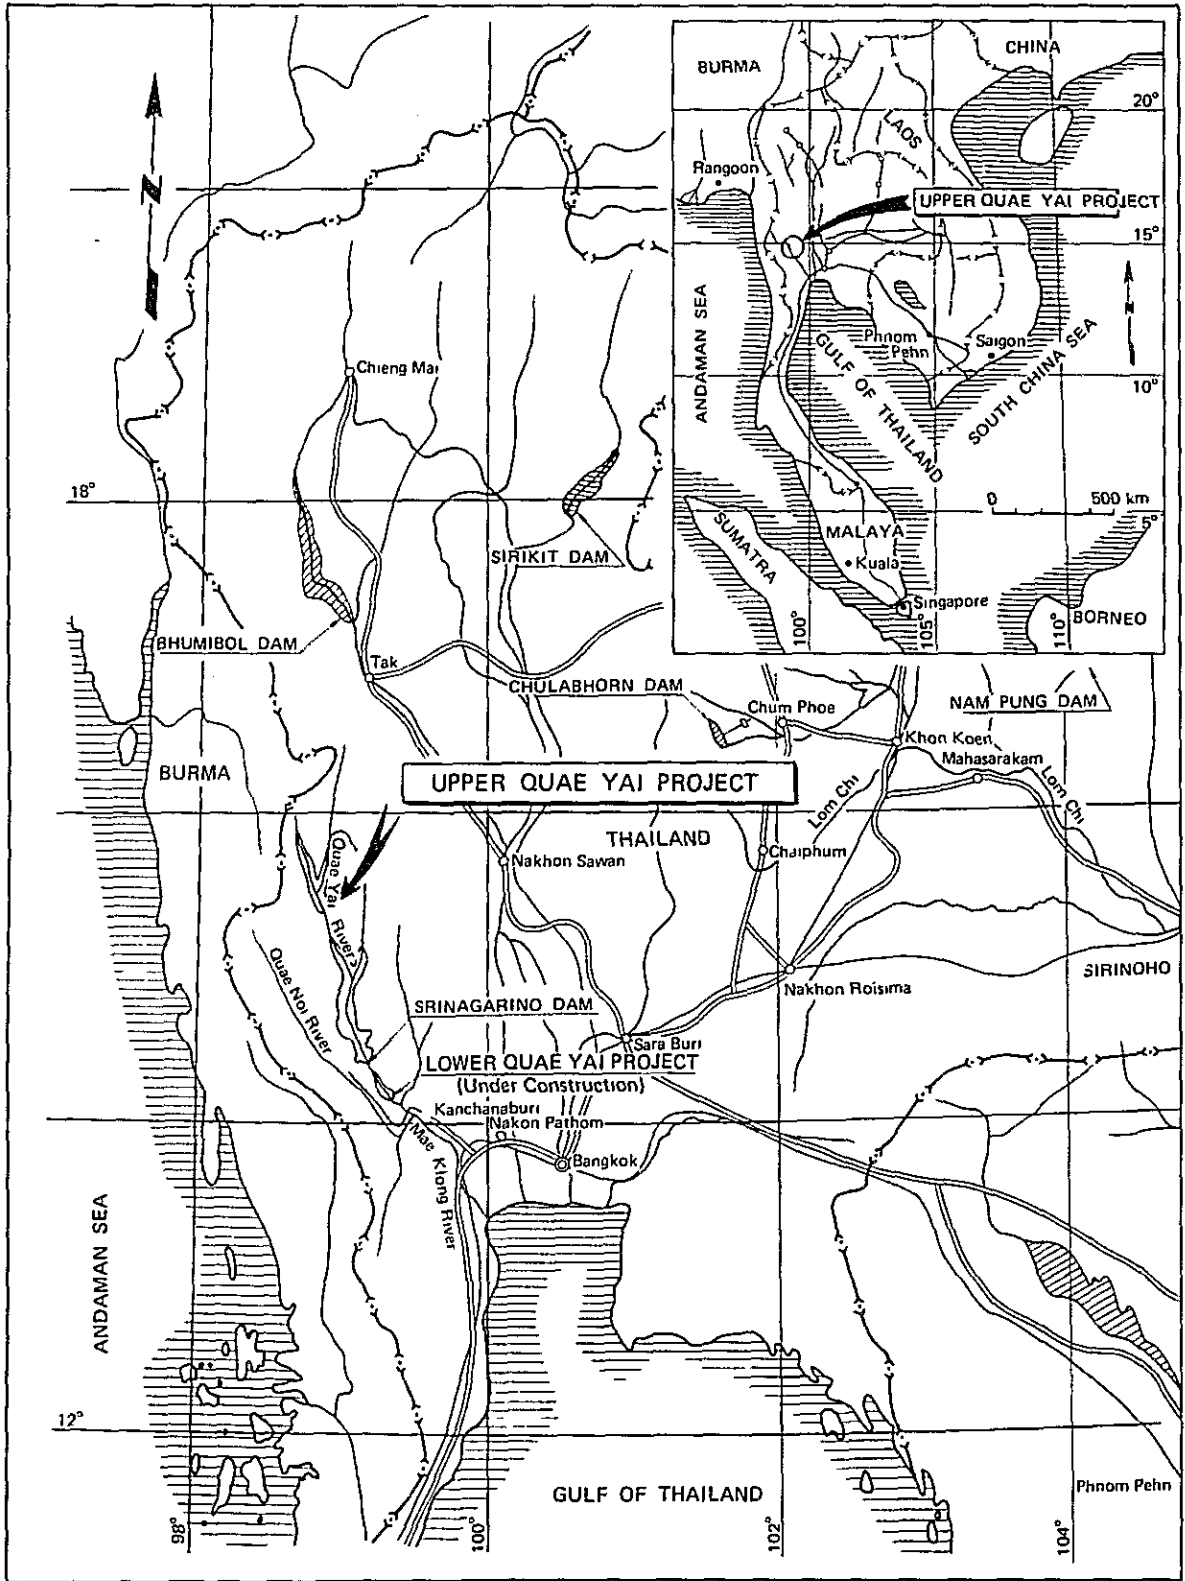 CHINA
BURMA
20°
LAOS
Rangoon
UPPER QUAE YAI PROJECT
15°
N
ANDAMAN SEA
Phnom
Pehn
Saigon
GULF OF THAILAND
SOUTH CHINA SEA
10°
0 500 km
5°
SUMATRA
MALAYA
Kuala
Singapore
100°
105°
110°
BORNEO
N
Chieng Mai
18°
SIRIKIT DAM
BHUMIBOL DAM
Tak
CHULABHORN DAM
Chum Phoe
NAM PUNG DAM
Khon Koen
Mahasarakam
BURMA
UPPER QUAE YAI PROJECT
Lom Chi
Lom Chi
THAILAND
Chaiphum
Nakhon Sawan
Quae Yai
River
Quae Noi River
SIRINOHO
Nakhon Roisima
SRINAGARINO DAM
Sara Buri
LOWER QUAE YAI PROJECT
(Under Construction)
Kanchanaburi
Nakon Pathom
Mae Klong River
Bangkok
ANDAMAN SEA
12°
GULF OF THAILAND
Phnom Pehn
98°
100°
102°
104°